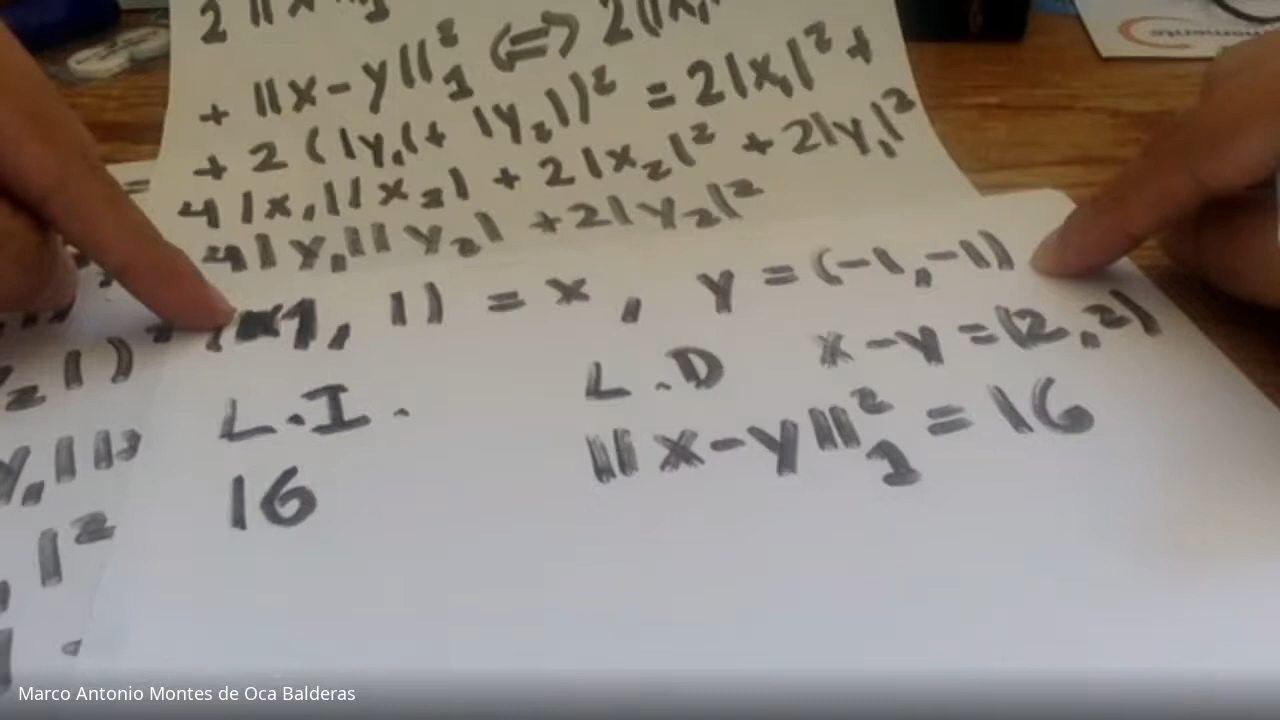 2 ||x
+ ||x-y||²₁ ⟺ 2(|x₁
+ 2(|y₁|+ |y₂|)² = 2|x₁|² +
4|x₁||x₂| + 2|x₂|² + 2|y₁|²
4|y₁||y₂| + 2|y₂|²
(1, 1) = x, y = (-1,-1)
L.I. L.D x-y = (2,2)
16 ||x-y||²₁ = 16
Marco Antonio Montes de Oca Balderas